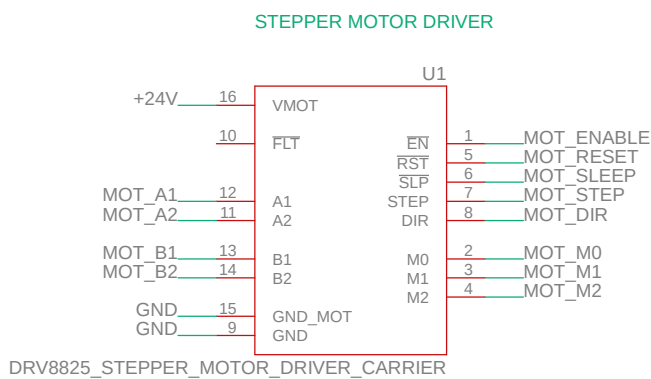 STEPPER MOTOR DRIVER
U1
+24V 16 VMOT
10 FLT EN 1 MOT_ENABLE
RST 5 MOT_RESET
SLP 6 MOT_SLEEP
MOT_A1 12 A1 STEP 7 MOT_STEP
MOT_A2 11 A2 DIR 8 MOT_DIR
MOT_B1 13 B1 M0 2 MOT_M0
MOT_B2 14 B2 M1 3 MOT_M1
M2 4 MOT_M2
GND 15 GND_MOT
GND 9 GND
DRV8825_STEPPER_MOTOR_DRIVER_CARRIER